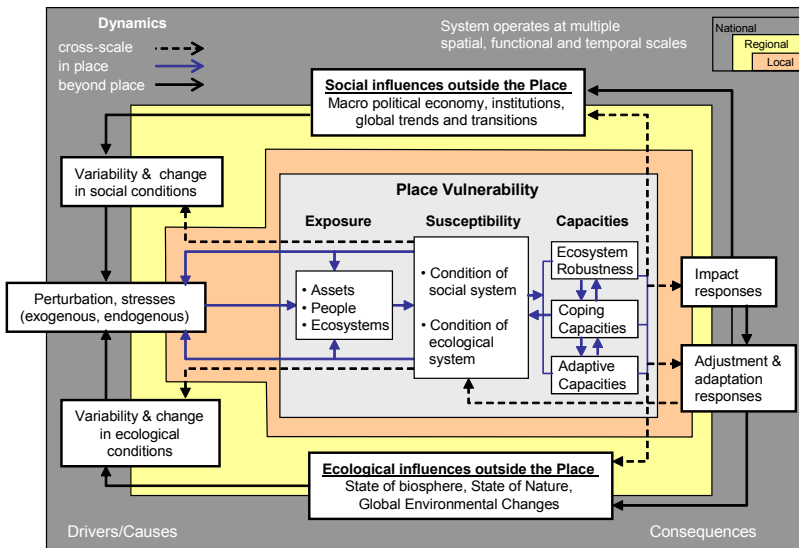 Dynamics
cross-scale
in place
beyond place
System operates at multiple
spatial, functional and temporal scales
National
Regional
Local
Social influences outside the Place
Macro political economy, institutions,
global trends and transitions
Variability & change
in social conditions
Place Vulnerability
Exposure
Susceptibility
Capacities
Perturbation, stresses
(exogenous, endogenous)
• Assets
• People
• Ecosystems
• Condition of
social system
• Condition of
ecological
system
Ecosystem
Robustness
Coping
Capacities
Adaptive
Capacities
Impact
responses
Adjustment &
adaptation
responses
Variability & change
in ecological
conditions
Ecological influences outside the Place
State of biosphere, State of Nature,
Global Environmental Changes
Drivers/Causes
Consequences